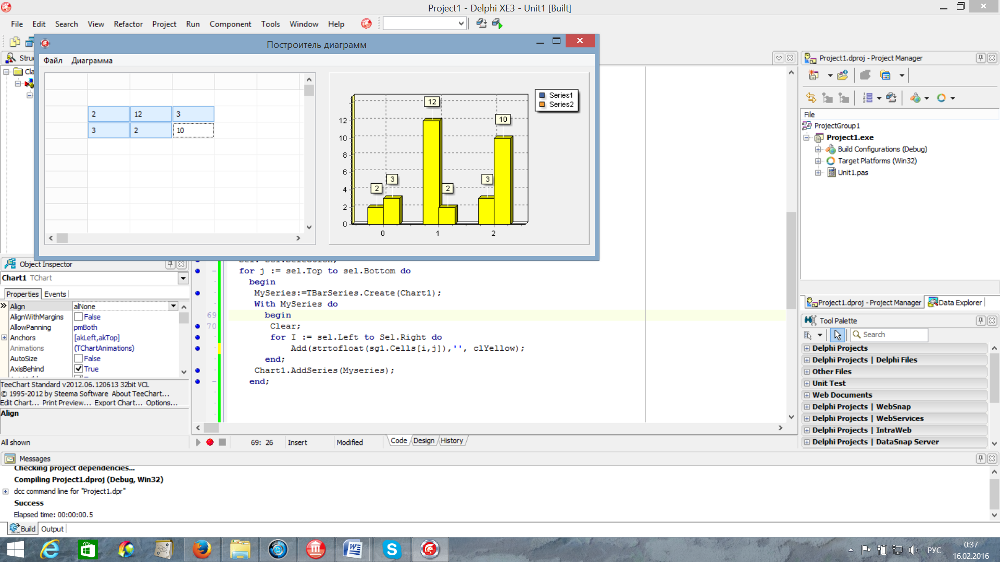 Project1 - Delphi XE3 - Unit1 [Built]
File Edit Search View Refactor Project Run Component Tools Window Help
Построитель диаграмм
Файл Диаграмма
2 12 3
3 2 10
Series1
Series2
12
10
8
6
4
2
0
2 3 12 2 3 10
0 1 2
Project1.dproj - Project Manager
File
ProjectGroup1
Project1.exe
Build Configurations (Debug)
Target Platforms (Win32)
Unit1.pas
Project1.dproj - Project Manager Data Explorer
Object Inspector
Chart1 TChart
Properties Events
Align alNone
AlignWithMargins False
AllowPanning pmBoth
Anchors [akLeft,akTop]
Animations (TChartAnimations)
AutoSize False
AxisBehind True
TeeChart Standard v2012.06.120613 32bit VCL
© 1995-2012 by Steema Software About TeeChart...
Edit Chart... Print Preview... Export Chart... Options...
Align
All shown
for j := sel.Top to sel.Bottom do
begin
MySeries:=TBarSeries.Create(Chart1);
With MySeries do
69 begin
70 Clear;
for I := sel.Left to Sel.Right do
Add(strtofloat(sg1.Cells[i,j]),'', clYellow);
end;
Chart1.AddSeries(Myseries);
end;
69: 26 Insert Modified Code Design History
Tool Palette
Search
Delphi Projects
Delphi Projects | Delphi Files
Other Files
Unit Test
Web Documents
Delphi Projects | WebSnap
Delphi Projects | WebServices
Delphi Projects | IntraWeb
Delphi Projects | DataSnap Server
Messages
Checking project dependencies...
Compiling Project1.dproj (Debug, Win32)
dcc command line for "Project1.dpr"
Success
Elapsed time: 00:00:00.5
Build Output
РУС
0:37
16.02.2016